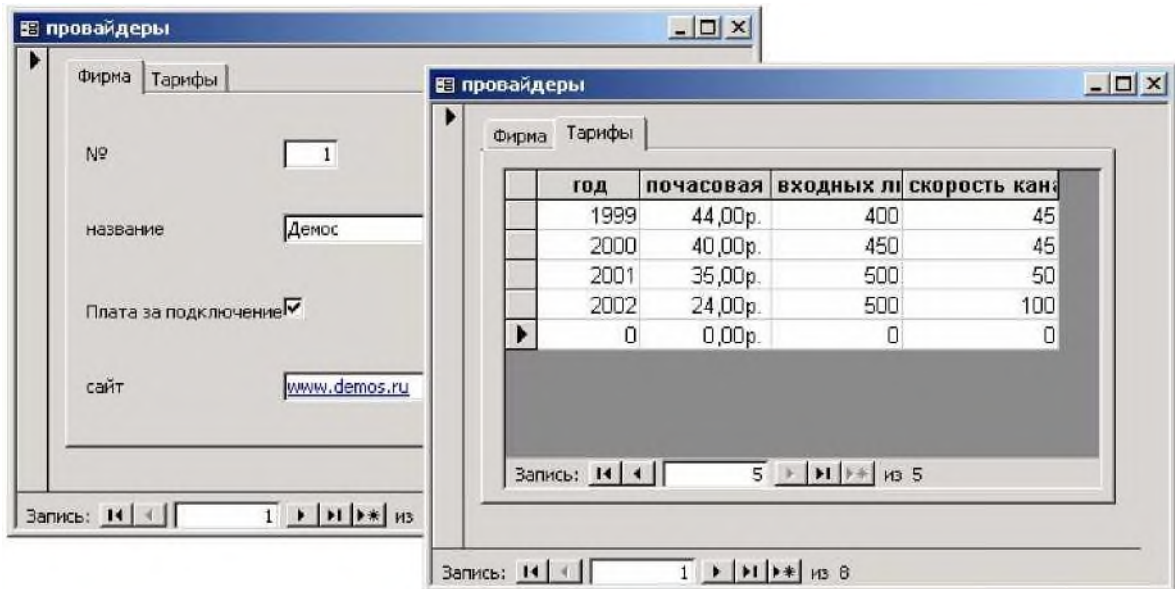 провайдеры
Фирма Тарифы
№ 1
название Демос
Плата за подключение
сайт www.demos.ru
Запись: 1 из
провайдеры
Фирма Тарифы
год почасовая входных ли скорость кана
1999 44,00р. 400 45
2000 40,00р. 450 45
2001 35,00р. 500 50
2002 24,00р. 500 100
0 0,00р. 0 0
Запись: 5 из 5
Запись: 1 из 8